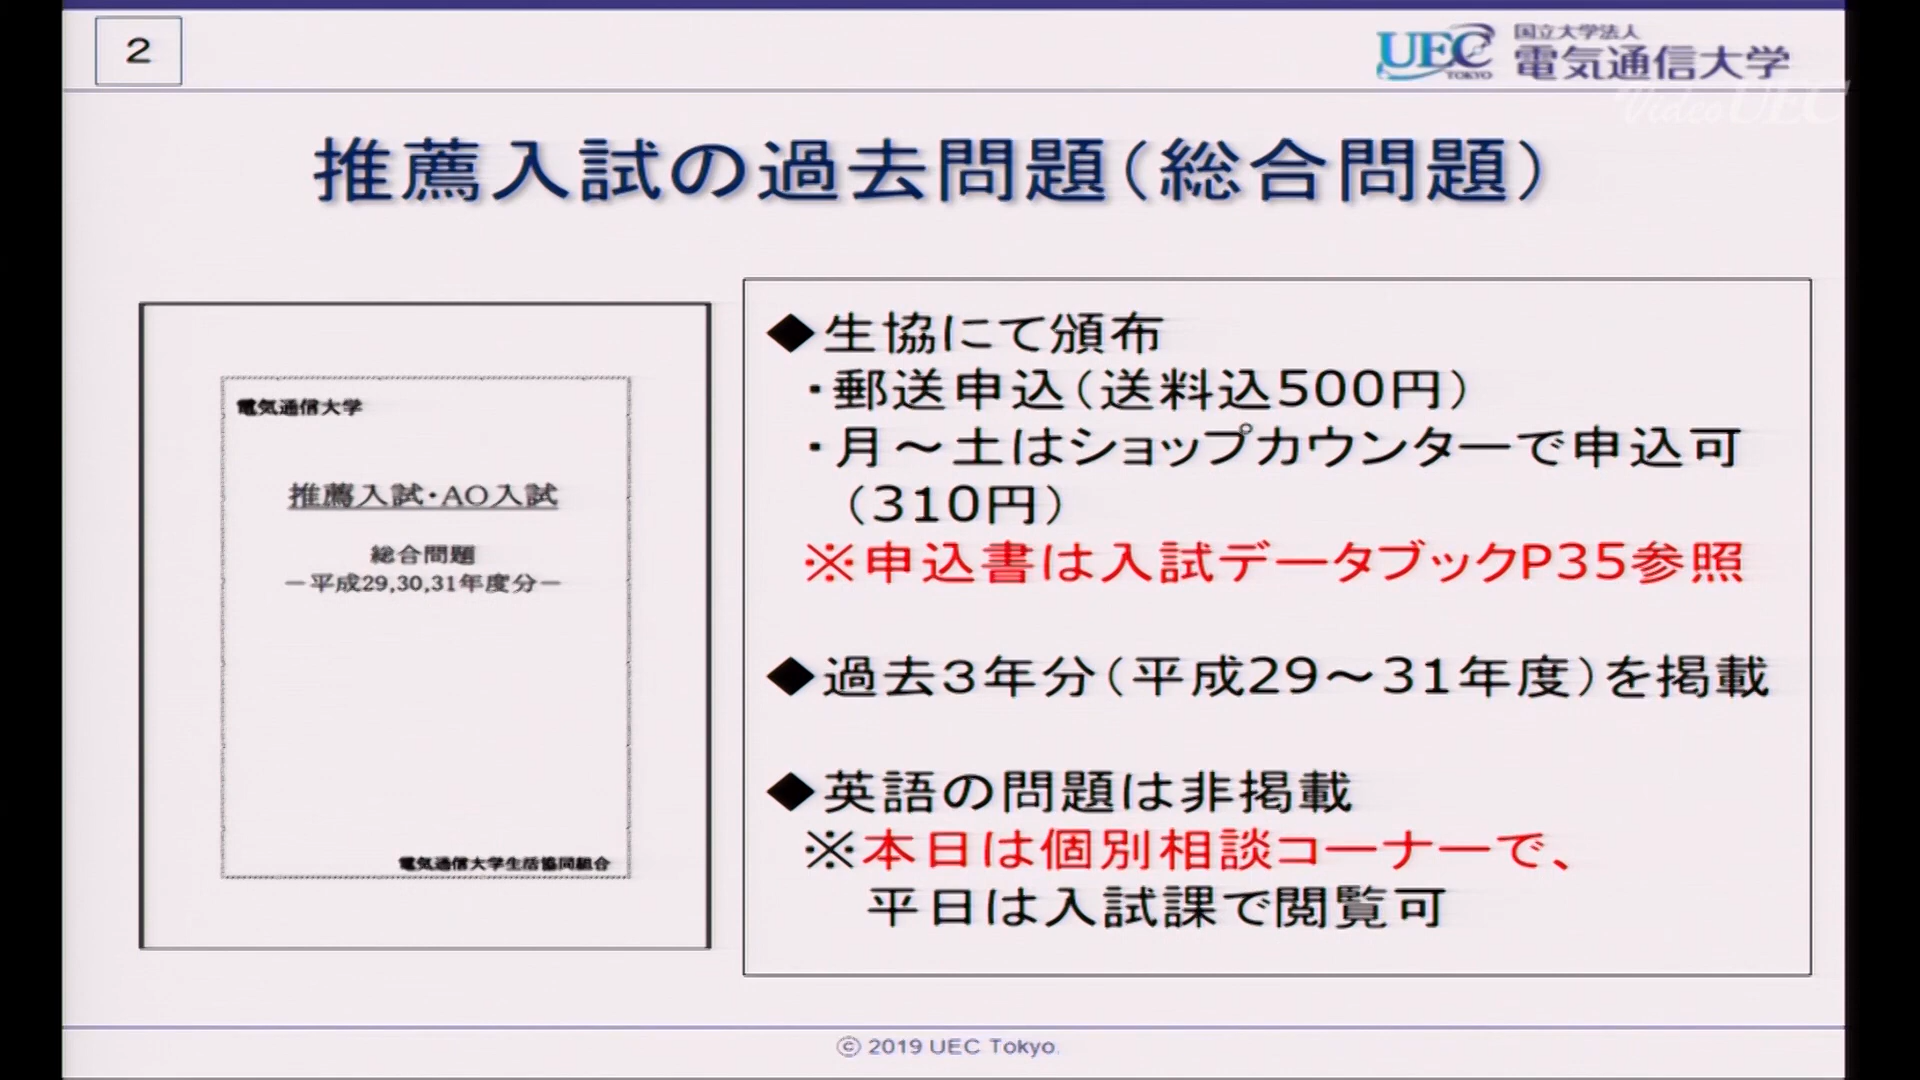 2
UEC
TOKYO
国立大学法人
電気通信大学
VideoUEC
推薦入試の過去問題(総合問題)
電気通信大学
推薦入試・AO入試
総合問題
－平成29,30,31年度分－
電気通信大学生活協同組合
◆生協にて頒布
・郵送申込(送料込500円)
・月～土はショップカウンターで申込可
(310円)
※申込書は入試データブックP35参照
◆過去3年分(平成29～31年度)を掲載
◆英語の問題は非掲載
※本日は個別相談コーナーで、
平日は入試課で閲覧可
© 2019 UEC Tokyo.